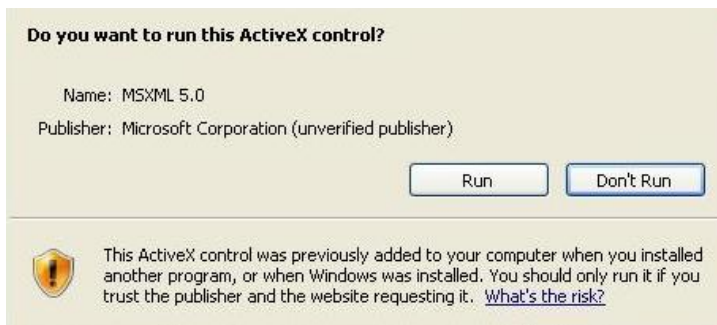 Do you want to run this ActiveX control?
Name: MSXML 5.0
Publisher: Microsoft Corporation (unverified publisher)
Run Don't Run
This ActiveX control was previously added to your computer when you installed
another program, or when Windows was installed. You should only run it if you
trust the publisher and the website requesting it. What's the risk?